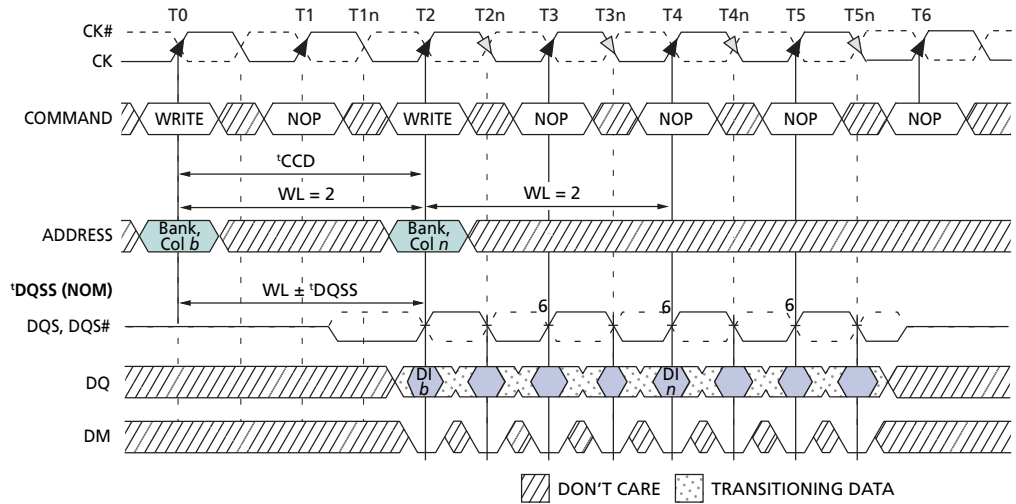 T0 T1 T1n T2 T2n T3 T3n T4 T4n T5 T5n T6
CK#
CK
COMMAND WRITE NOP WRITE NOP NOP NOP NOP
tCCD
WL = 2 WL = 2
ADDRESS Bank, Col b Bank, Col n
tDQSS (NOM) WL ± tDQSS
DQS, DQS# 6 6 6
DQ DI b DI n
DM
DON'T CARE TRANSITIONING DATA